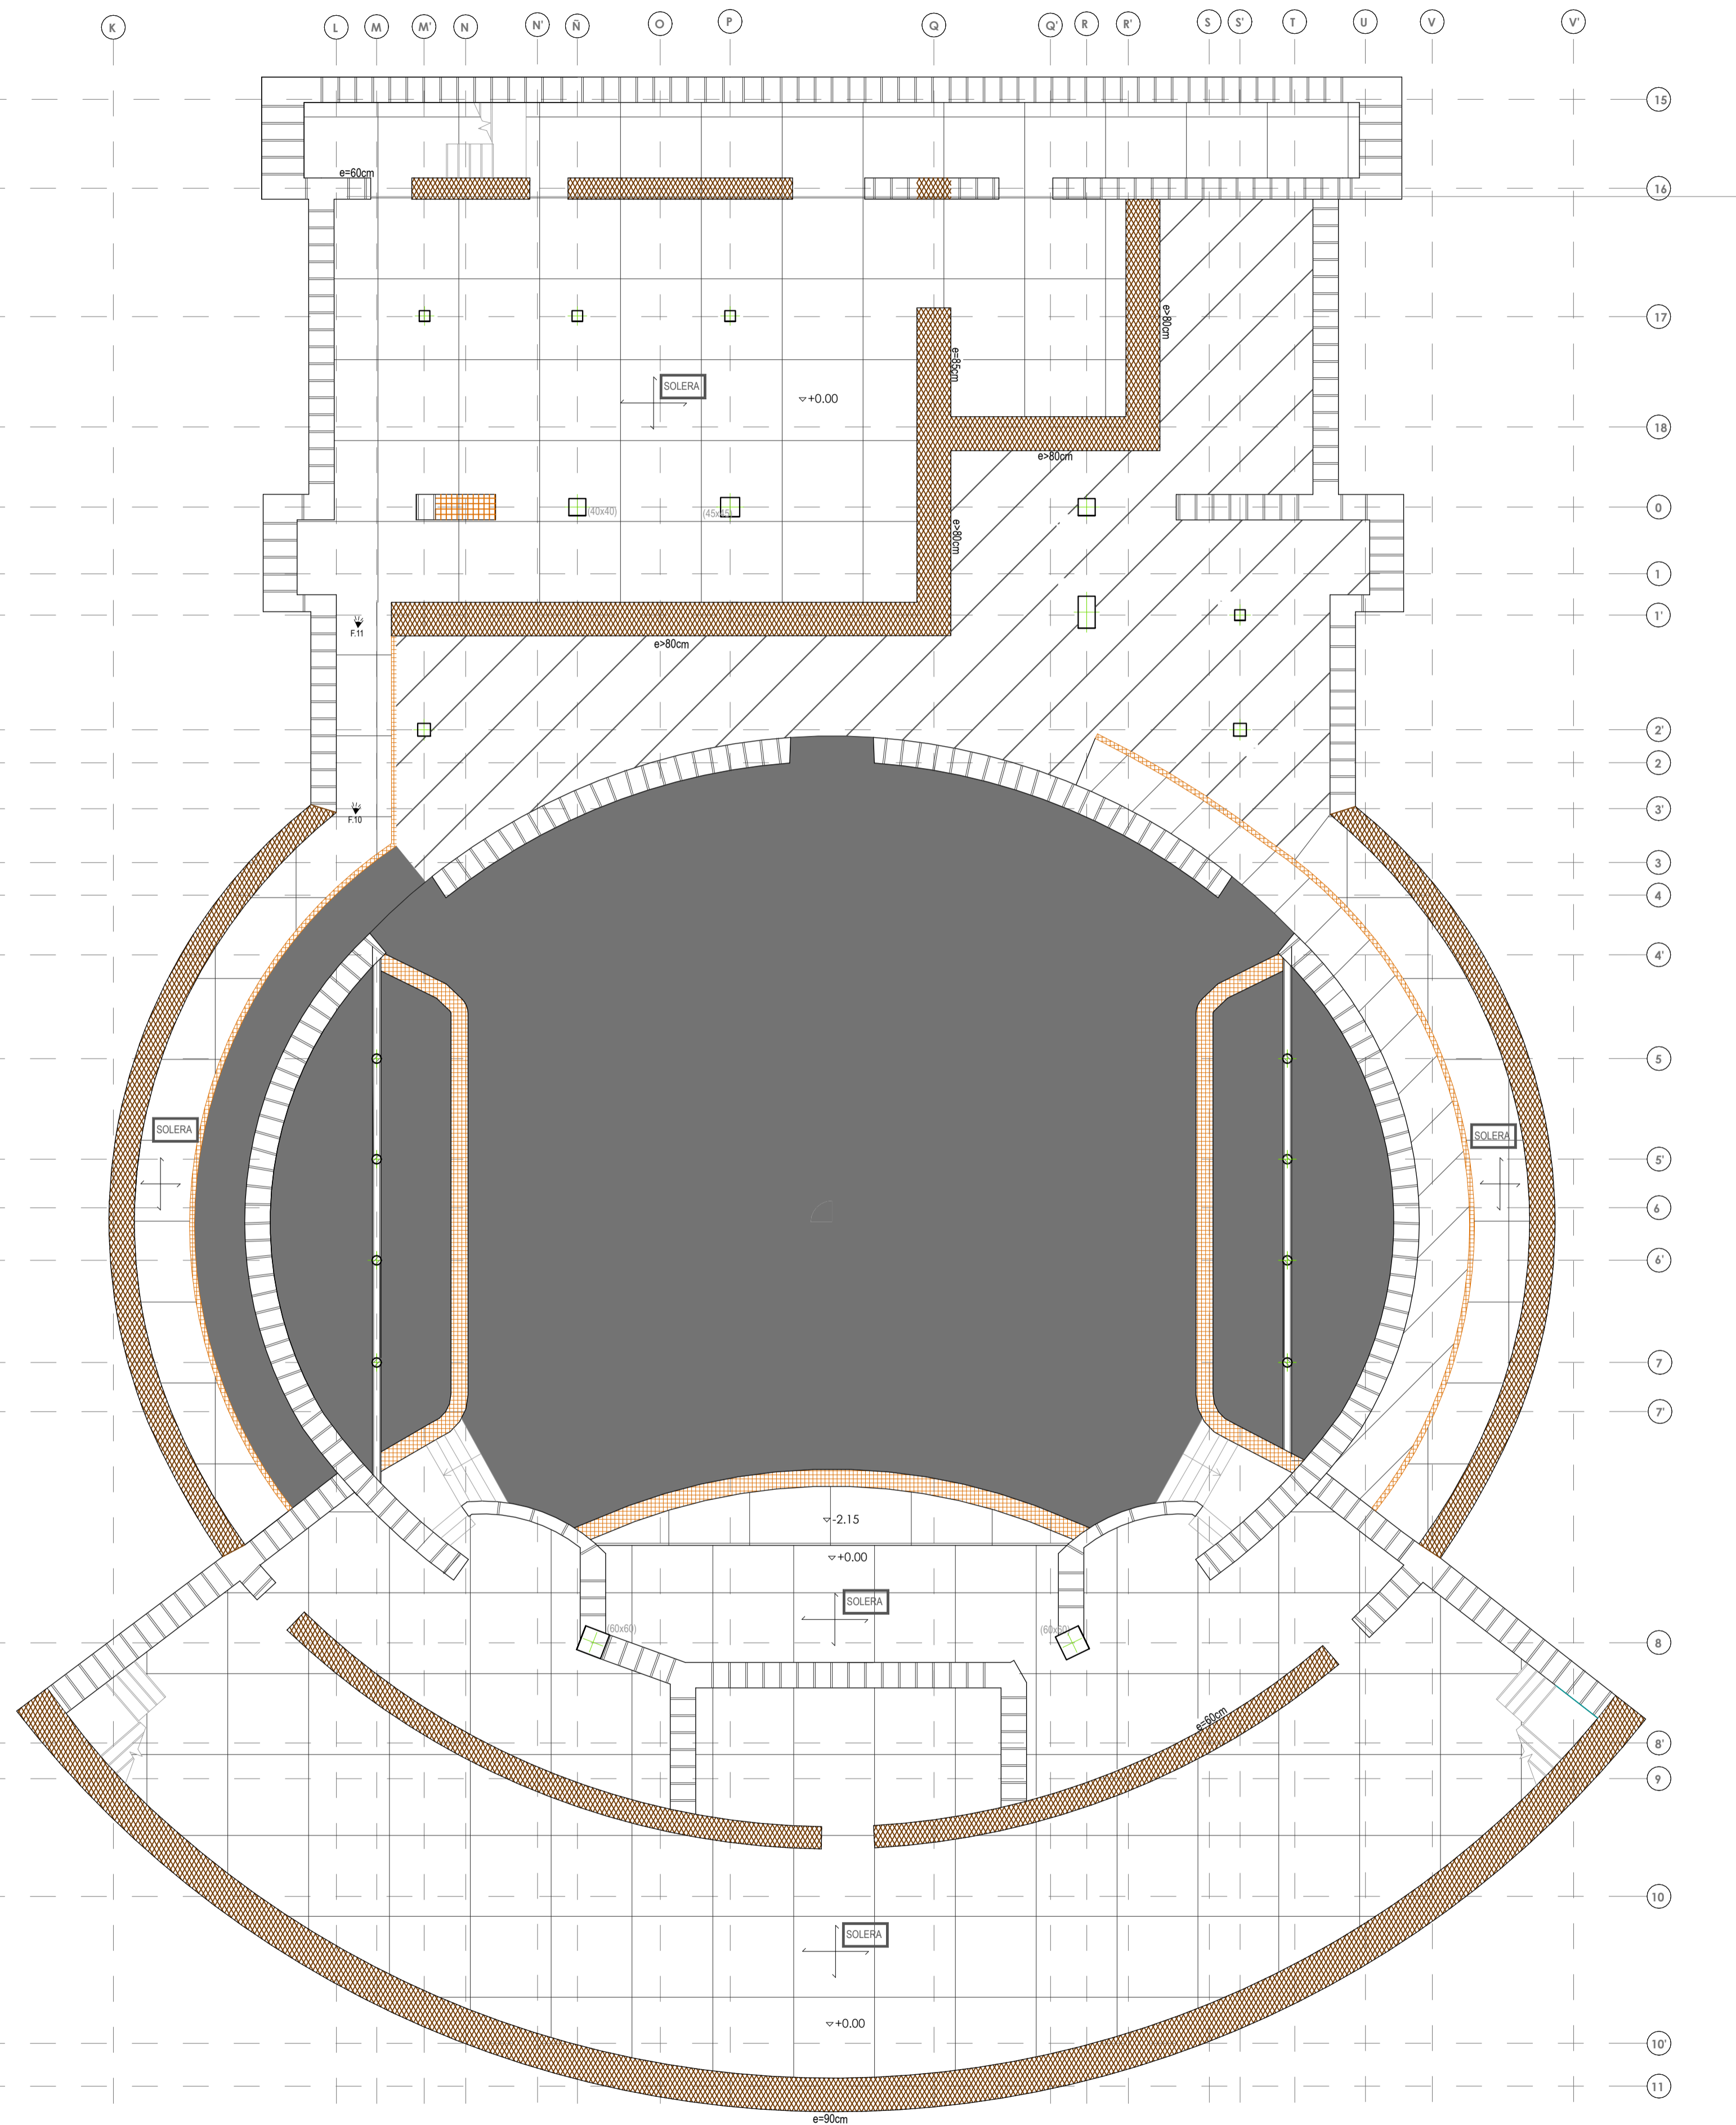 K L M M' N N' Ñ O P Q Q' R R' S S' T U V V'
15
e=60cm
16
e>80cm
17
e=85cm
SOLERA
+0.00
18
e>80cm
(40x40)
(45x45)
0
e>80cm
1
1'
F.11
e>80cm
2'
2
3'
F.10
3
4
4'
5
SOLERA
SOLERA
5'
6
6'
7
7'
-2.15
+0.00
SOLERA
(60x60)
(60x60)
8
e=60cm
8'
9
10
SOLERA
+0.00
10'
11
e=90cm